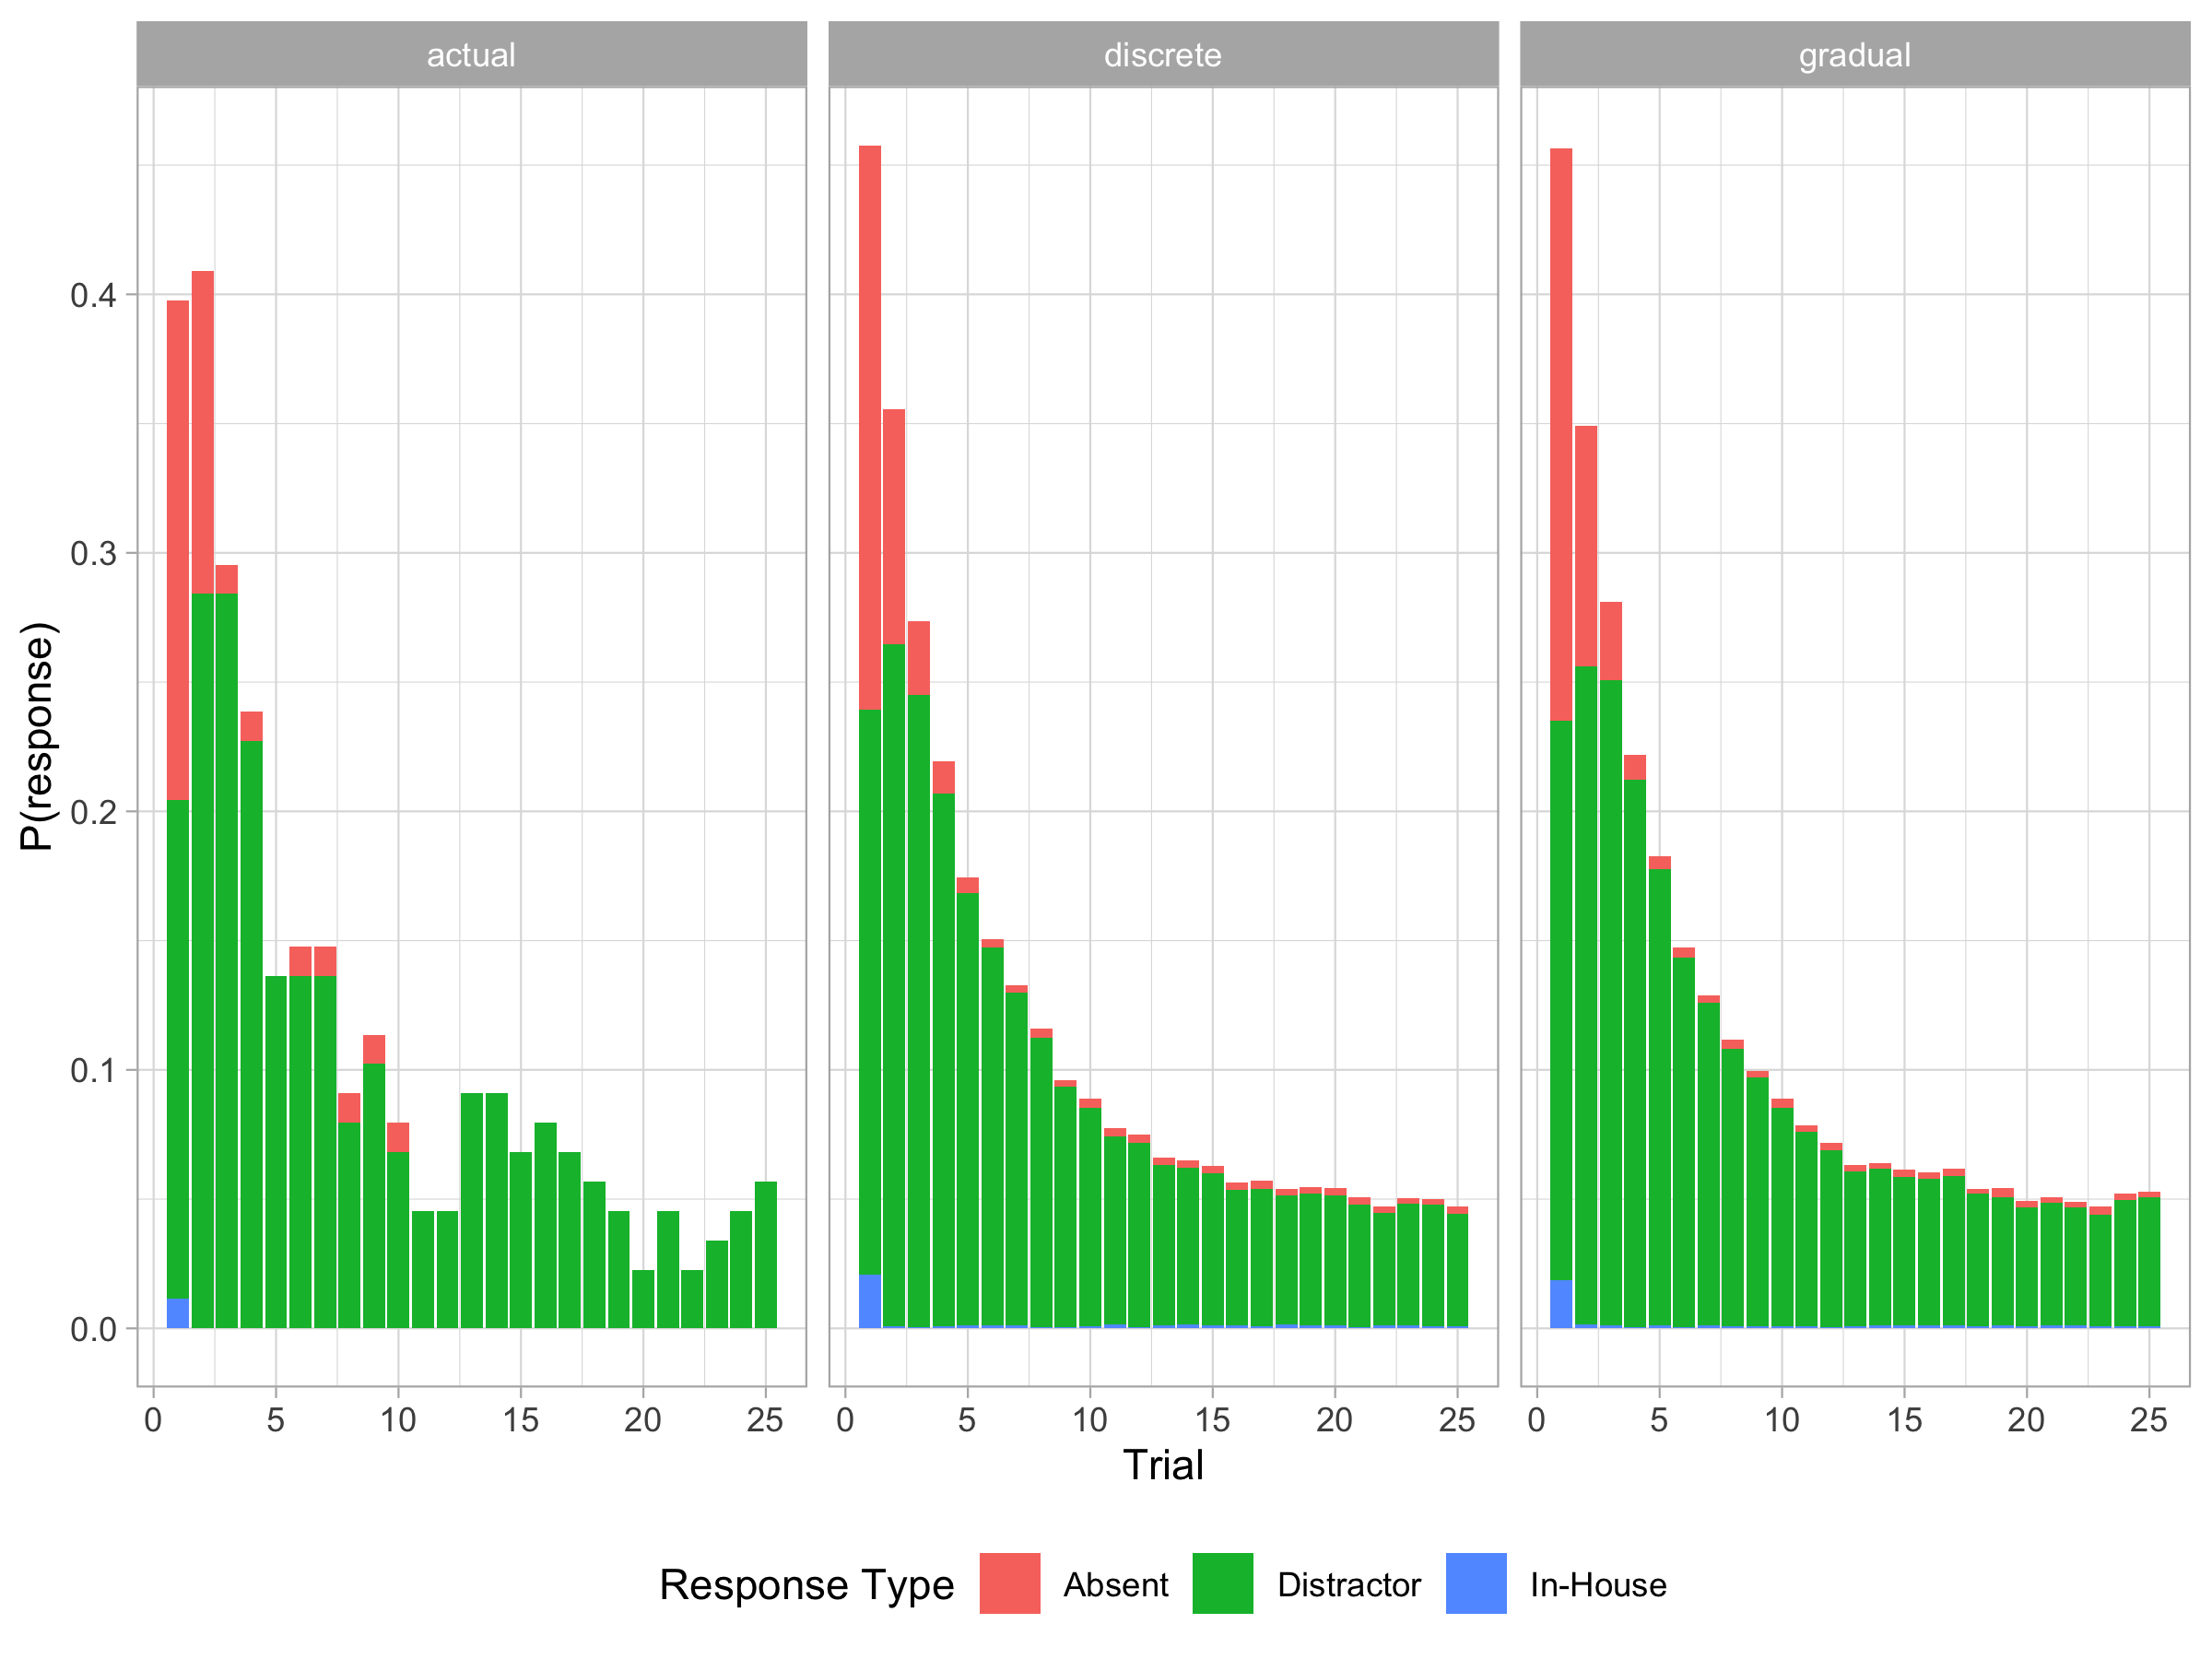 actual discrete gradual
P(response)
0.4
0.3
0.2
0.1
0.0
0 5 10 15 20 25 0 5 10 15 20 25 0 5 10 15 20 25
Trial
Response Type Absent Distractor In-House